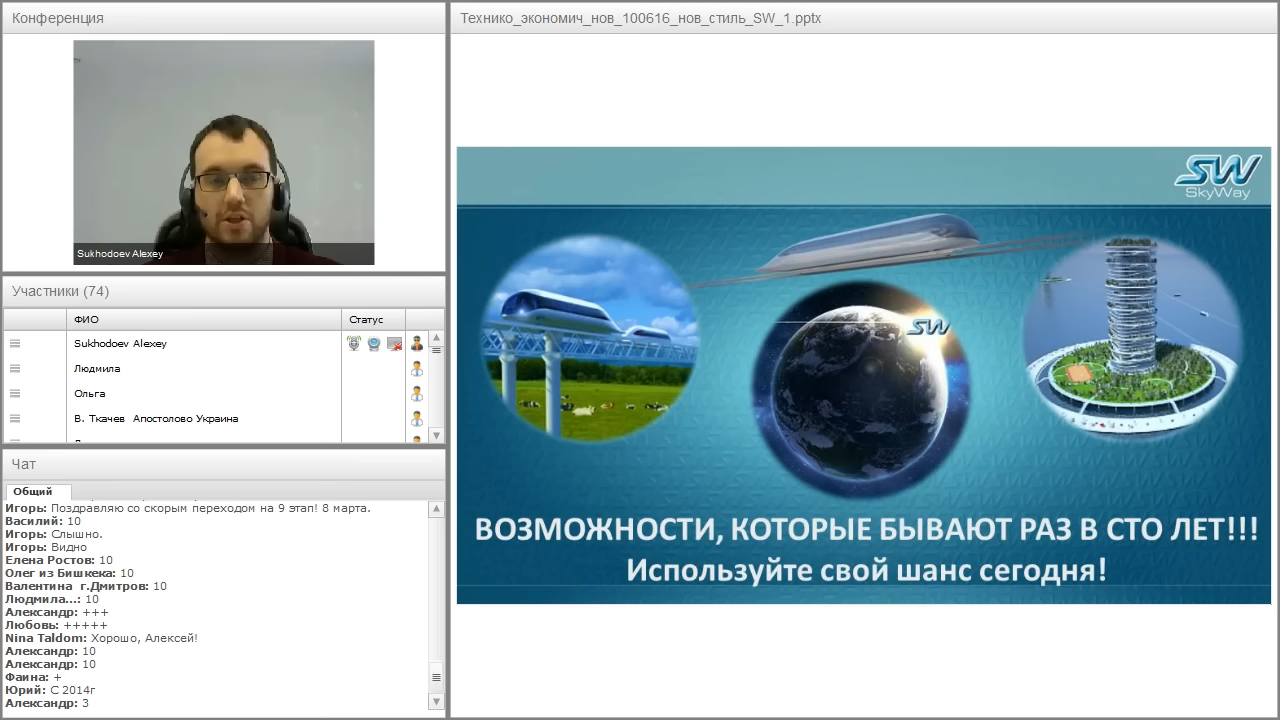 Конференция
Sukhodoev Alexey
Участники (74)
ФИО
Статус
Sukhodoev Alexey
Людмила
Ольга
В. Ткачев Апостолово Украина
Чат
Общий
Игорь: Поздравляю со скорым переходом на 9 этап! 8 марта.
Василий: 10
Игорь: Слышно.
Игорь: Видно
Елена Ростов: 10
Олег из Бишкека: 10
Валентина г.Дмитров: 10
Людмила...: 10
Александр: +++
Любовь: +++++
Nina Taldom: Хорошо, Алексей!
Александр: 10
Александр: 10
Фаина: +
Юрий: С 2014г
Александр: 3
Технико_экономич_нов_100616_нов_стиль_SW_1.pptx
SW
SkyWay
SW
ВОЗМОЖНОСТИ, КОТОРЫЕ БЫВАЮТ РАЗ В СТО ЛЕТ!!!
Используйте свой шанс сегодня!